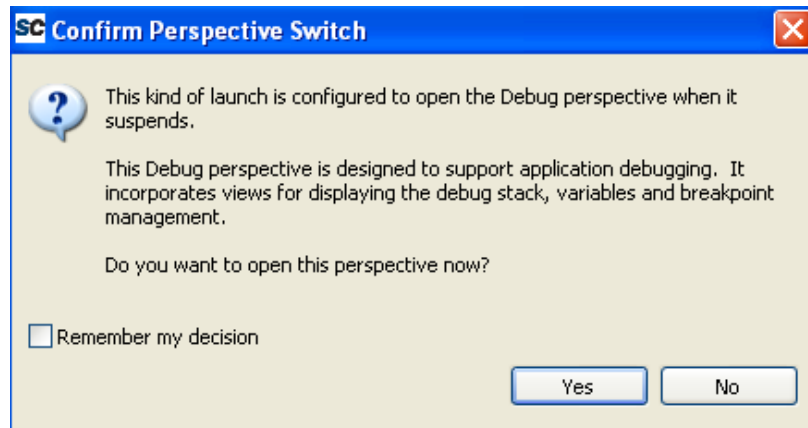 SC Confirm Perspective Switch
This kind of launch is configured to open the Debug perspective when it
suspends.
This Debug perspective is designed to support application debugging. It
incorporates views for displaying the debug stack, variables and breakpoint
management.
Do you want to open this perspective now?
Remember my decision
Yes No